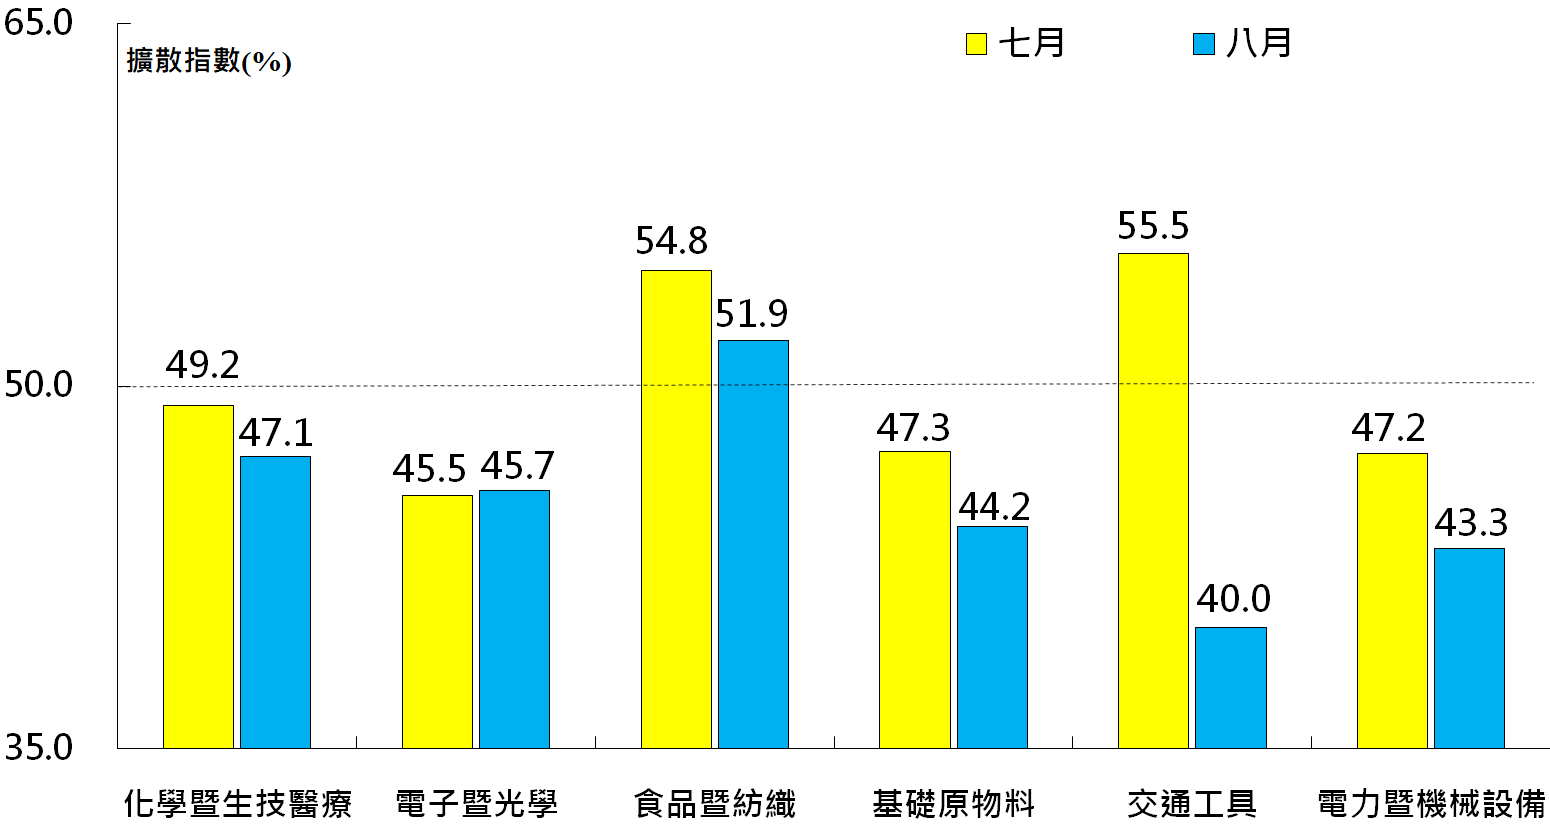 65.0
擴散指數(%)
七月
八月
55.5
54.8
51.9
50.0
49.2
47.1
45.5
45.7
47.3
44.2
40.0
47.2
43.3
35.0
化學暨生技醫療
電子暨光學
食品暨紡織
基礎原物料
交通工具
電力暨機械設備